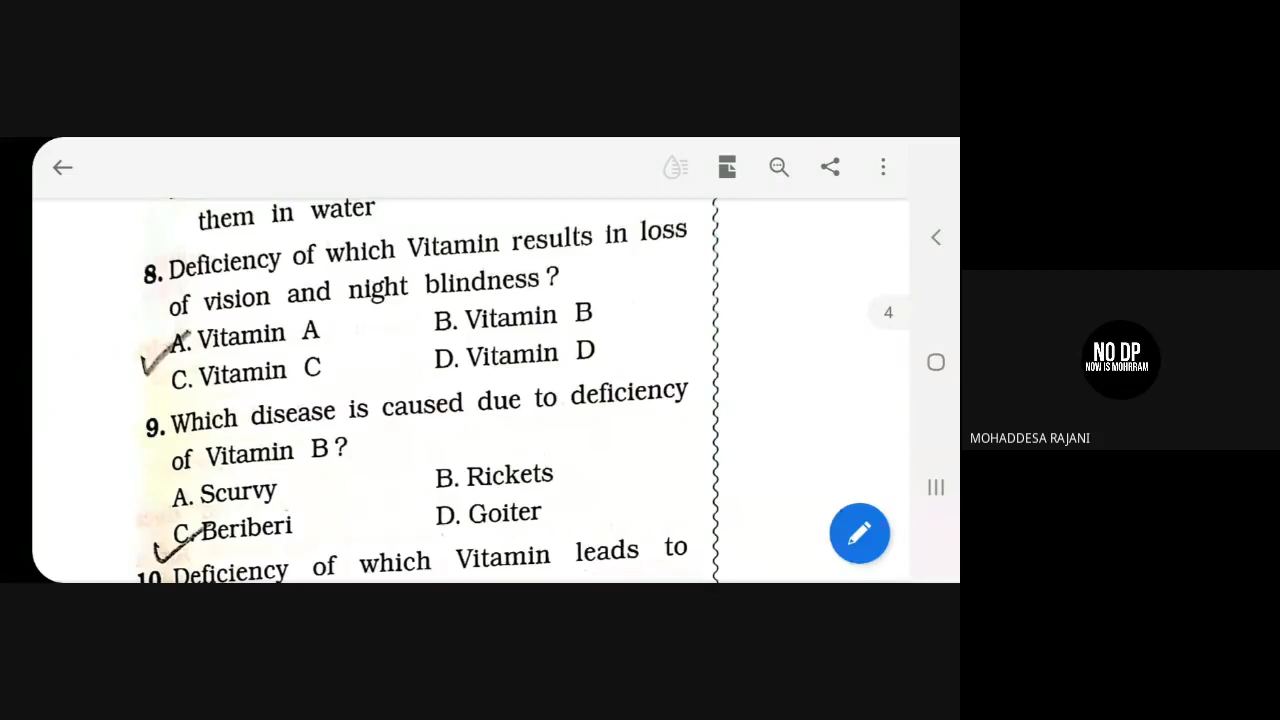 them in water
8. Deficiency of which Vitamin results in loss
of vision and night blindness ?
A. Vitamin A B. Vitamin B
C. Vitamin C D. Vitamin D
9. Which disease is caused due to deficiency
of Vitamin B ?
A. Scurvy B. Rickets
C. Beriberi D. Goiter
10. Deficiency of which Vitamin leads to
4
NO DP
NOW IS MOHRRAM
MOHADDESA RAJANI